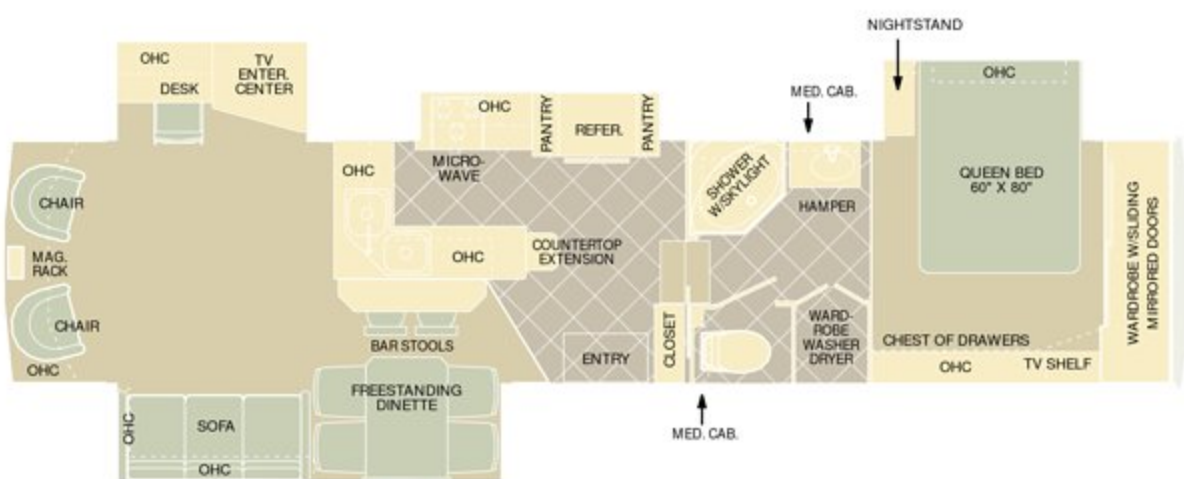 NIGHTSTAND
OHC
TV
ENTER.
CENTER
DESK
OHC
MED. CAB.
OHC
PANTRY
REFER.
PANTRY
MICRO-
WAVE
OHC
SHOWER
W/SKYLIGHT
QUEEN BED
60" X 80"
CHAIR
HAMPER
WARDROBE W/SLIDING
MIRRORED DOORS
MAG.
RACK
OHC
COUNTERTOP
EXTENSION
CHAIR
BAR STOOLS
ENTRY
CLOSET
WARD-
ROBE
WASHER
DRYER
CHEST OF DRAWERS
OHC
TV SHELF
OHC
FREESTANDING
DINETTE
OHC
SOFA
OHC
MED. CAB.